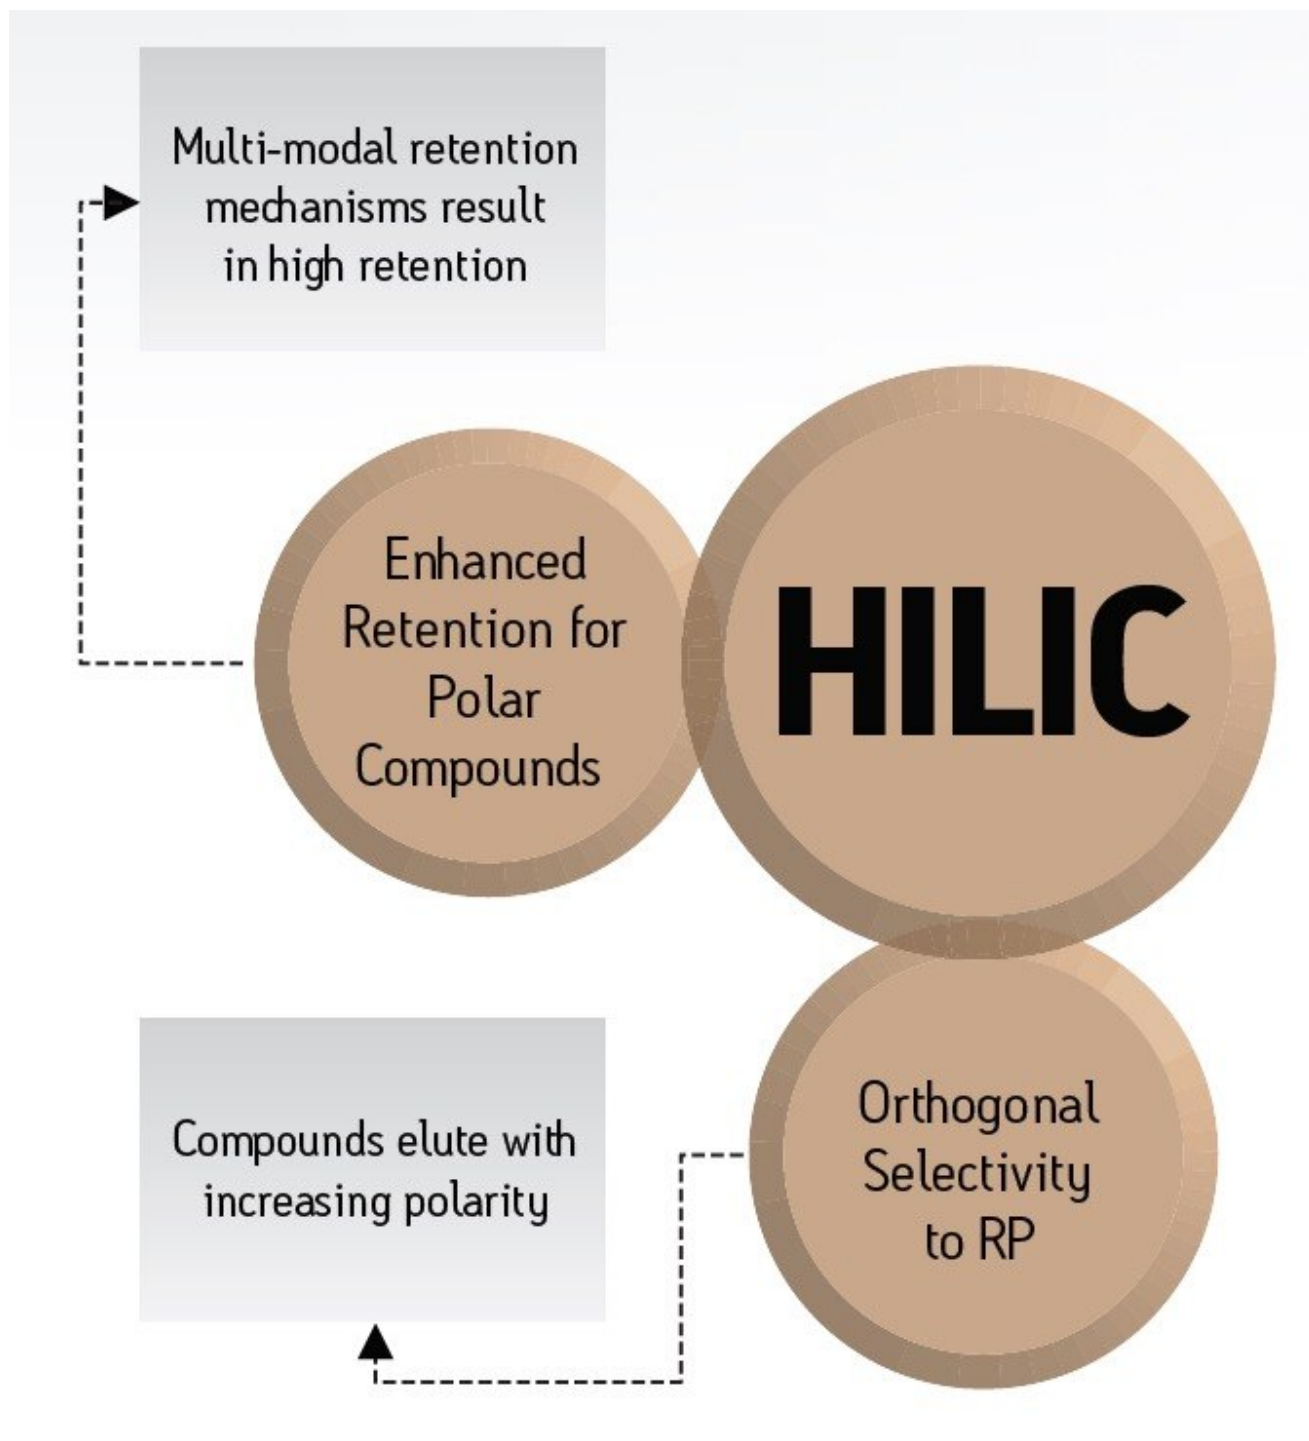 Multi-modal retention
mechanisms result
in high retention
Enhanced
Retention for
Polar
Compounds
HILIC
Compounds elute with
increasing polarity
Orthogonal
Selectivity
to RP